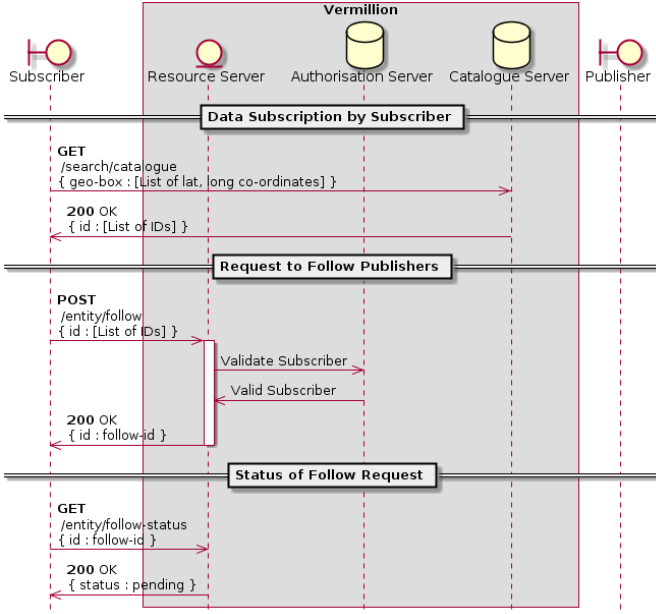 Vermillion
Subscriber
Resource Server
Authorisation Server
Catalogue Server
Publisher
Data Subscription by Subscriber
GET
/search/catalogue
{ geo-box : [List of lat, long co-ordinates] }
200 OK
{ id : [List of IDs] }
Request to Follow Publishers
POST
/entity/follow
{ id : [List of IDs] }
Validate Subscriber
Valid Subscriber
200 OK
{ id : follow-id }
Status of Follow Request
GET
/entity/follow-status
{ id : follow-id }
200 OK
{ status : pending }